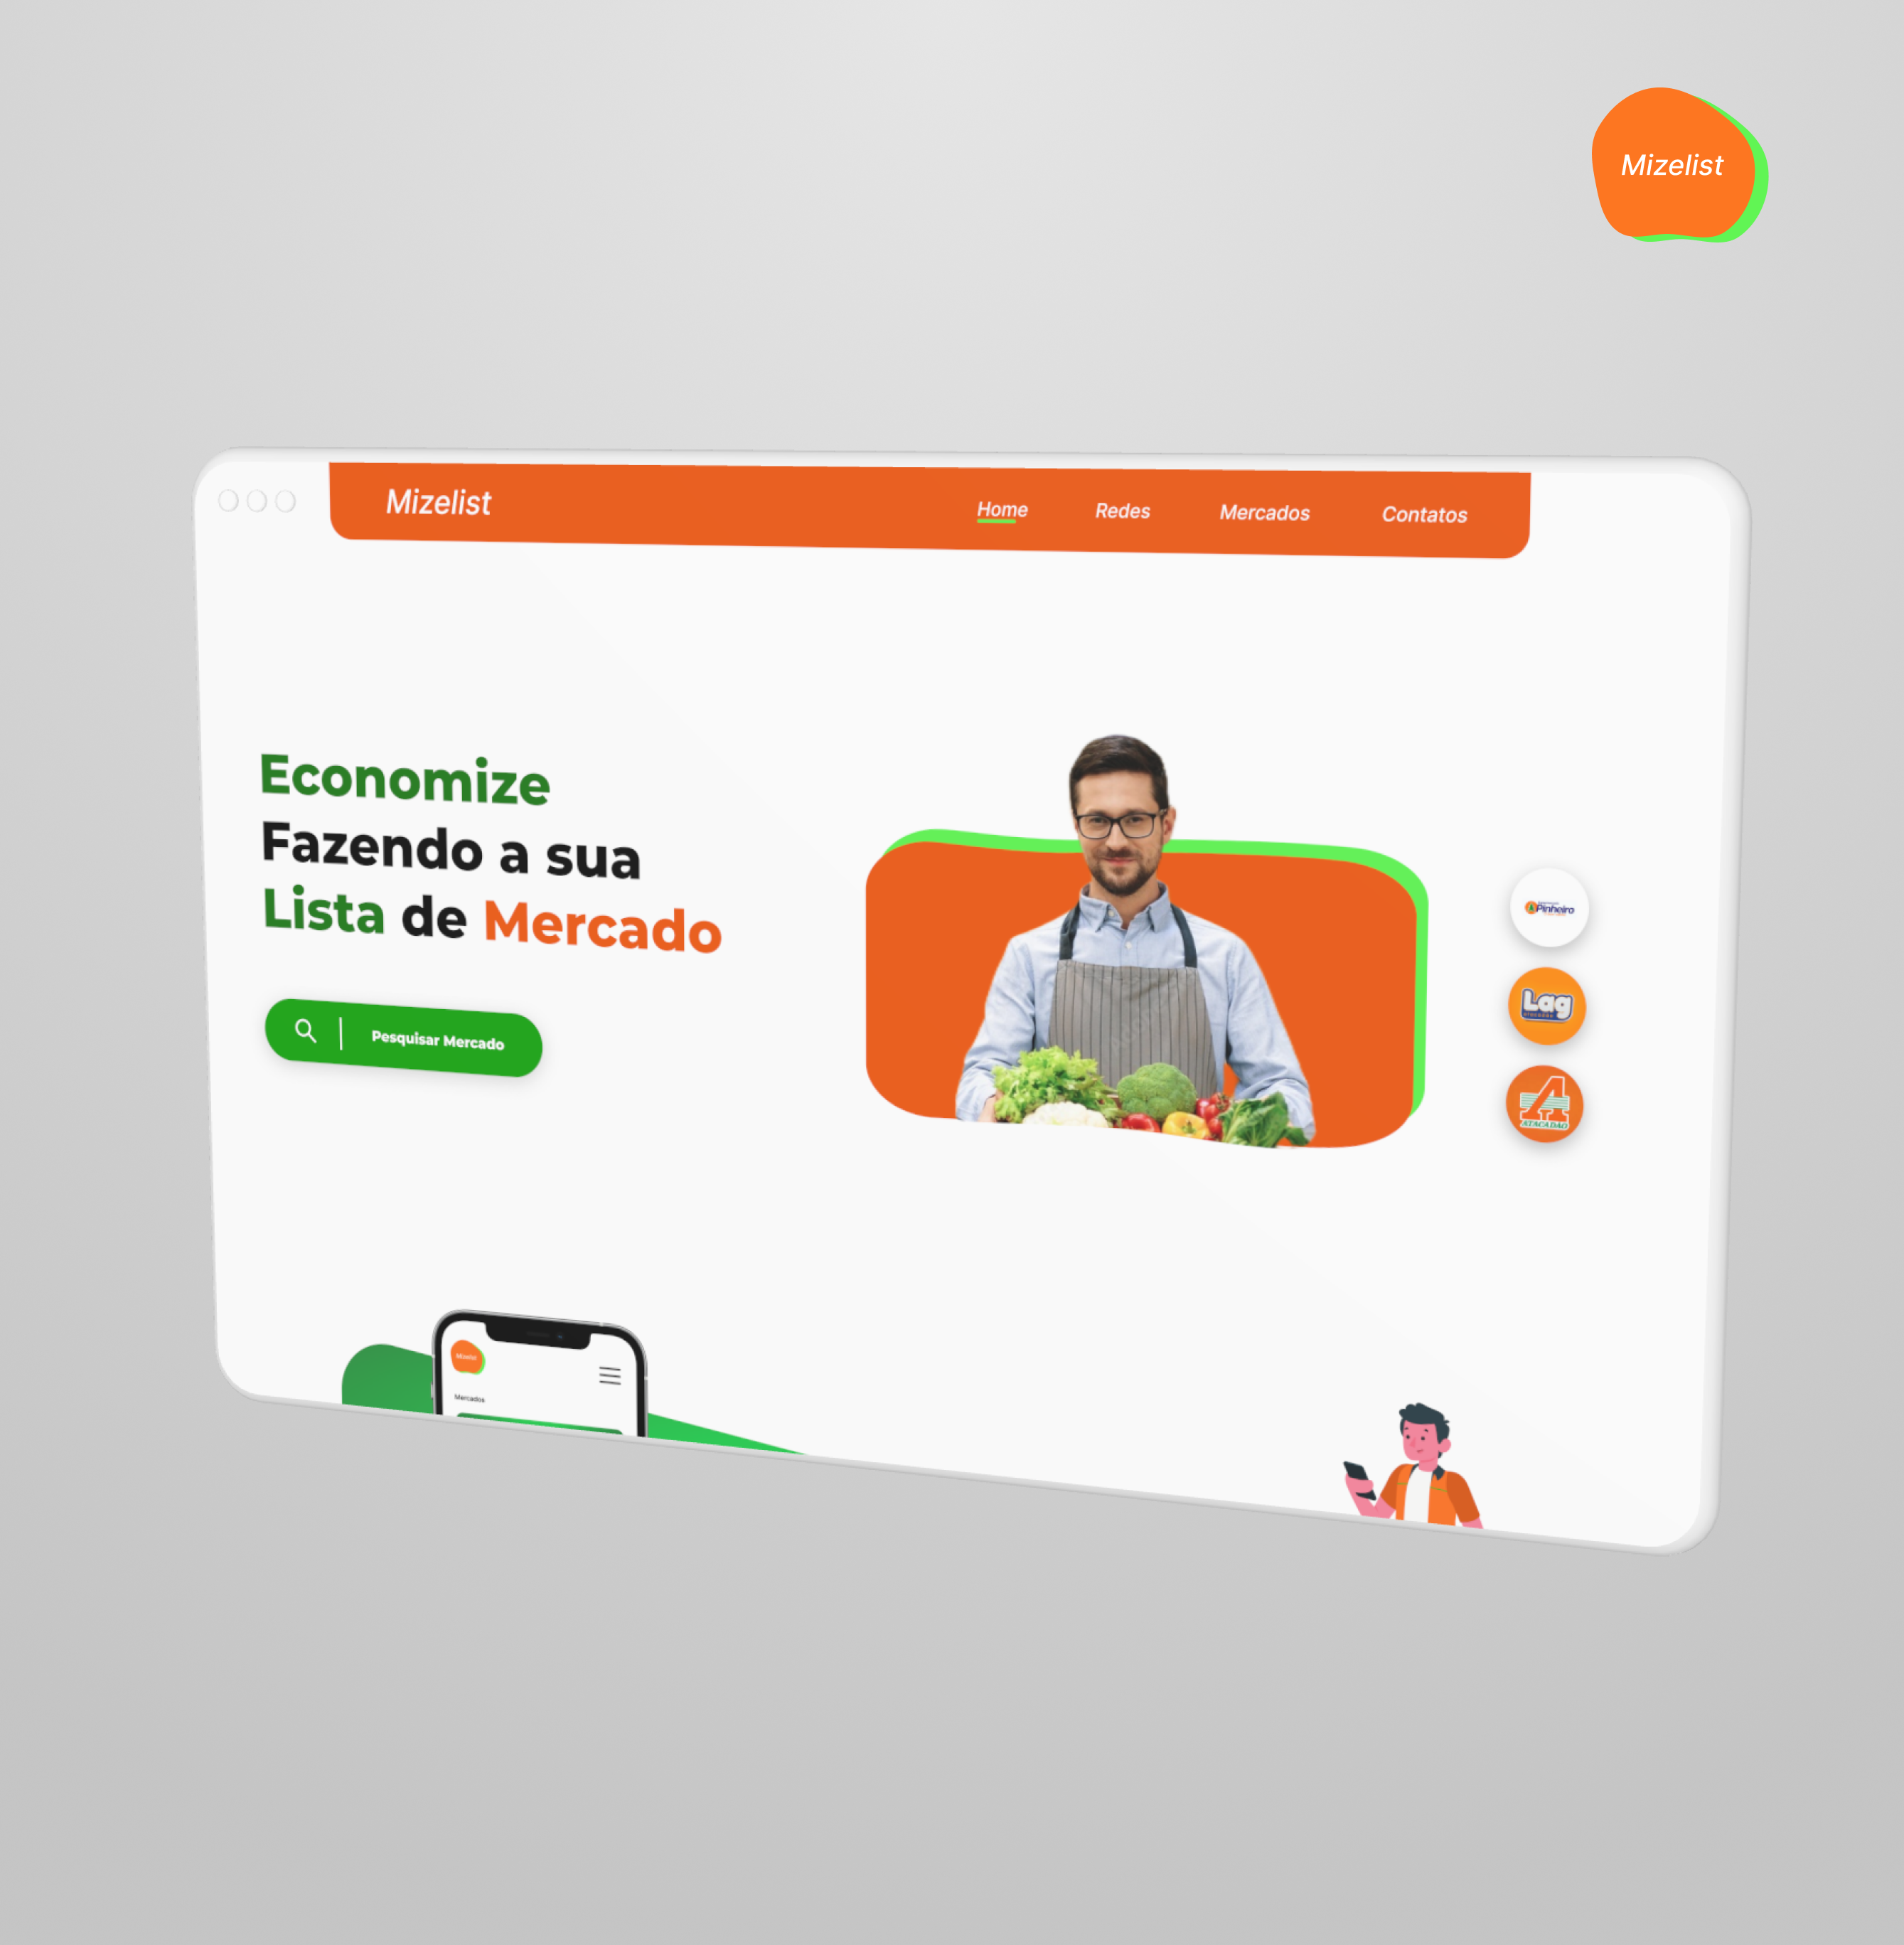 Mizelist
Mizelist
Home Redes Mercados Contatos
Economize
Fazendo a sua
Lista de Mercado
Pesquisar Mercado
Pinheiro
Lag
ATACADÃO
A
ATACADÃO
Mizelist
Mercados